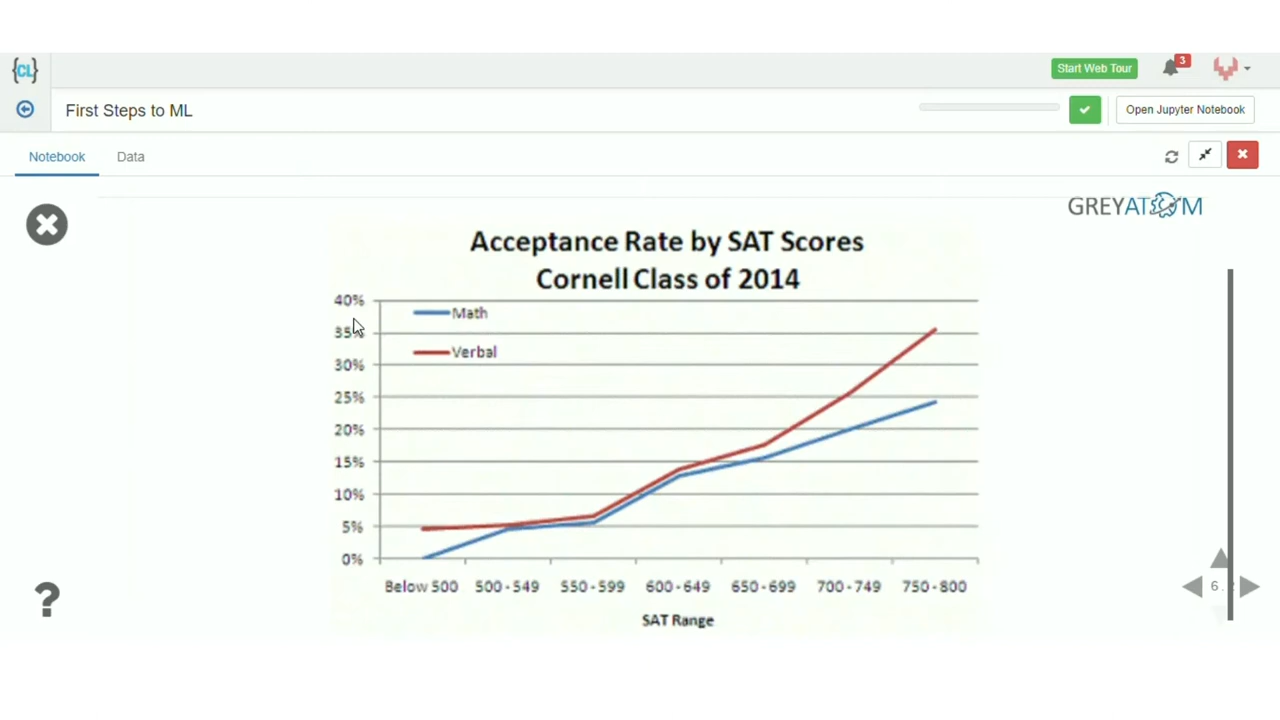 {CL}
Start Web Tour
3
First Steps to ML
Open Jupyter Notebook
Notebook
Data
GREYATOM
Acceptance Rate by SAT Scores
Cornell Class of 2014
40%
35%
30%
25%
20%
15%
10%
5%
0%
Math
Verbal
Below 500
500 - 549
550 - 599
600 - 649
650 - 699
700 - 749
750 - 800
SAT Range
?
6.